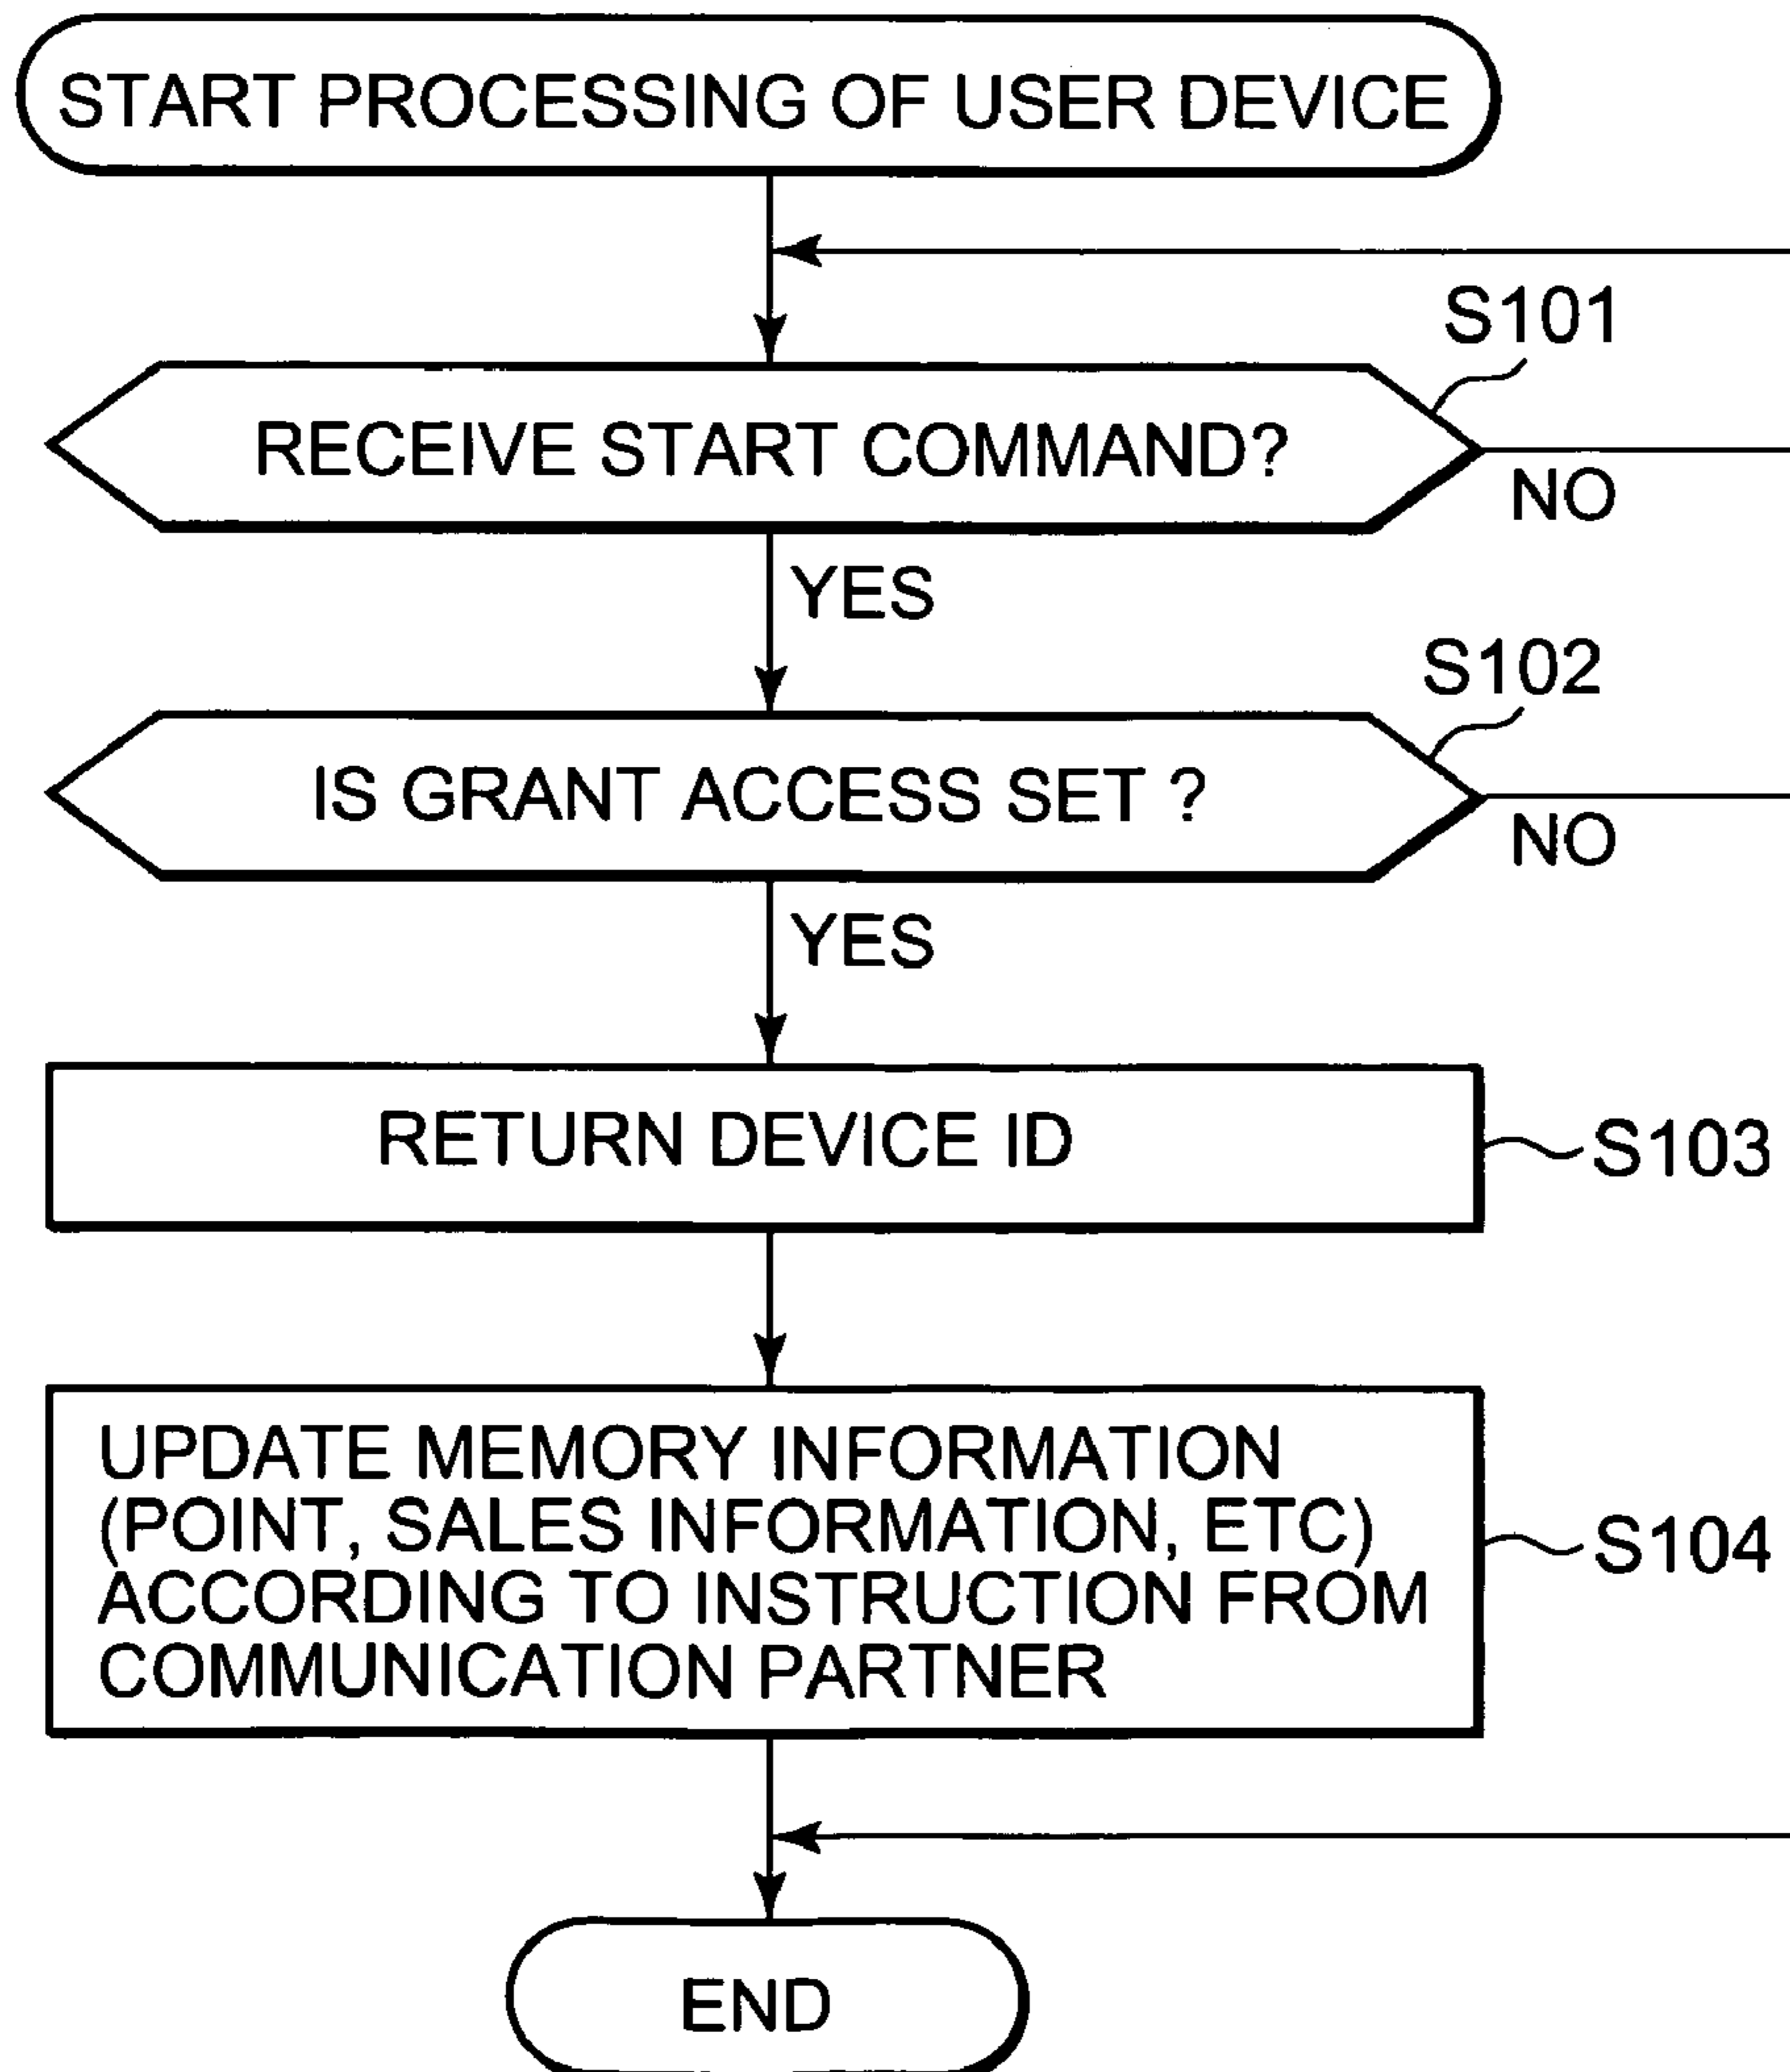 START PROCESSING OF USER DEVICE
S101
RECEIVE START COMMAND?
NO
YES
S102
IS GRANT ACCESS SET ?
NO
YES
RETURN DEVICE ID
S103
UPDATE MEMORY INFORMATION
(POINT, SALES INFORMATION, ETC)
ACCORDING TO INSTRUCTION FROM
COMMUNICATION PARTNER
S104
END